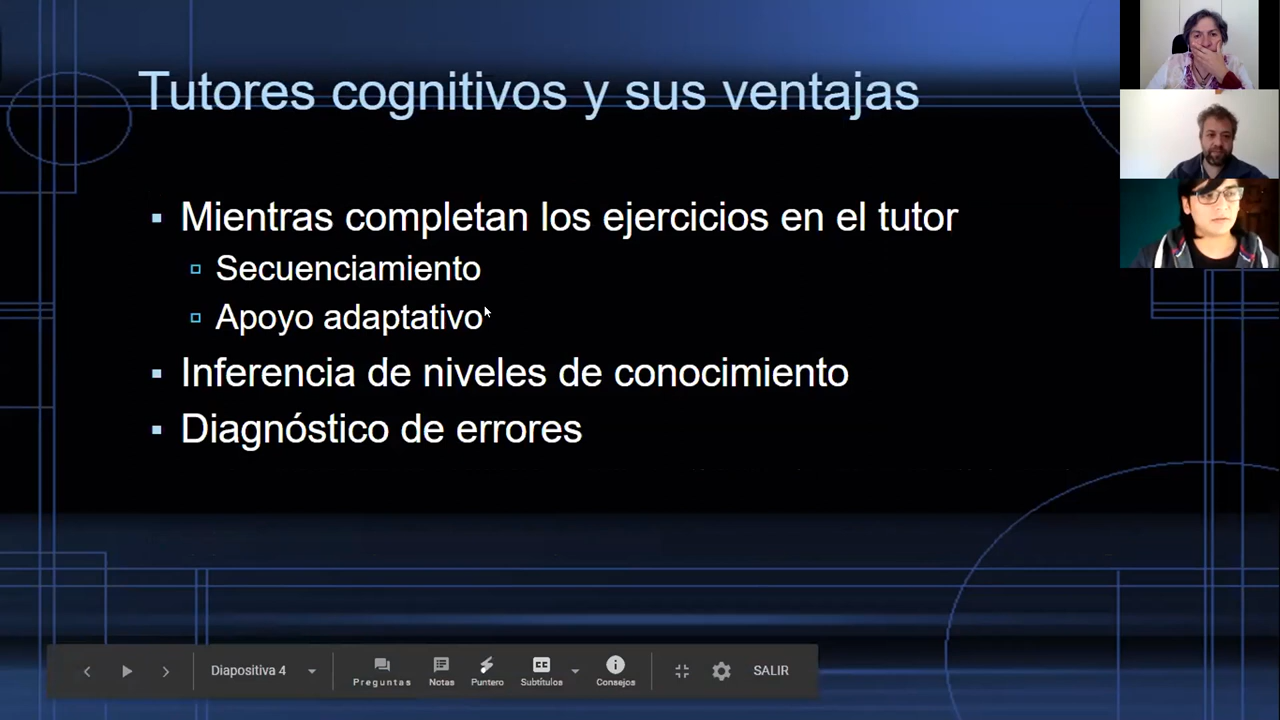 Tutores cognitivos y sus ventajas
Mientras completan los ejercicios en el tutor
Secuenciamiento
Apoyo adaptativo
Inferencia de niveles de conocimiento
Diagnóstico de errores
Diapositiva 4
Preguntas
Notas
Puntero
Subtítulos
Consejos
SALIR